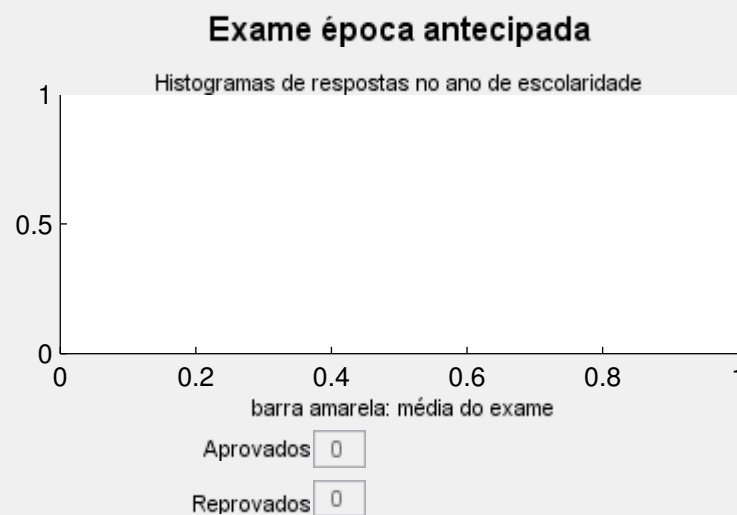 Exame época antecipada
Histogramas de respostas no ano de escolaridade
1
0.5
0
0 0.2 0.4 0.6 0.8
barra amarela: média do exame
Aprovados 0
Reprovados 0